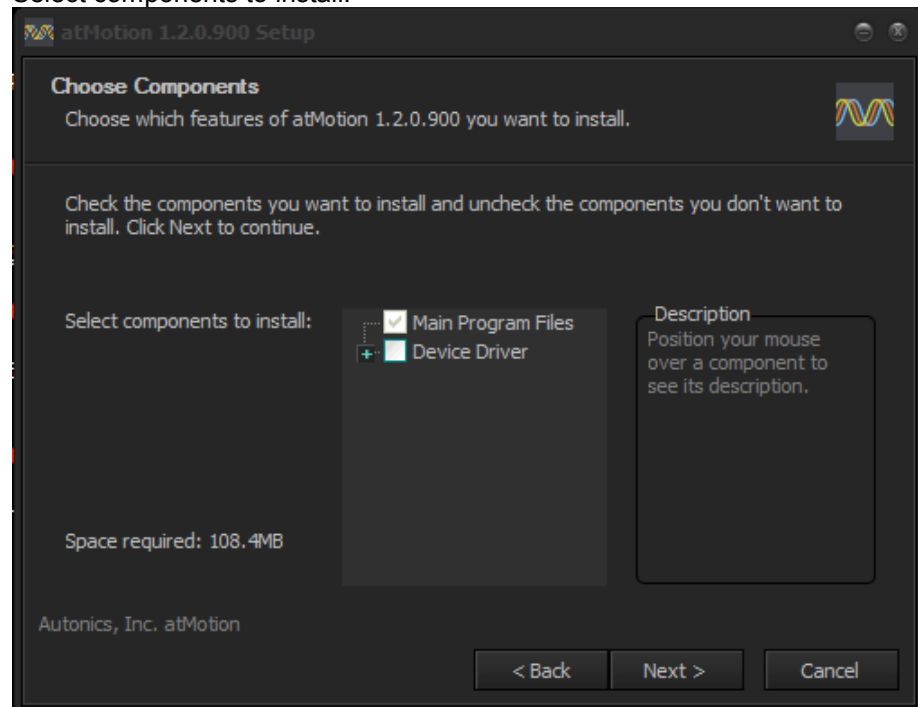 Select components to install.
atMotion 1.2.0.900 Setup
Choose Components
Choose which features of atMotion 1.2.0.900 you want to install.
Check the components you want to install and uncheck the components you don't want to
install. Click Next to continue.
Select components to install:
Main Program Files
Device Driver
Description
Position your mouse
over a component to
see its description.
Space required: 108.4MB
Autonics, Inc. atMotion
< Back
Next >
Cancel